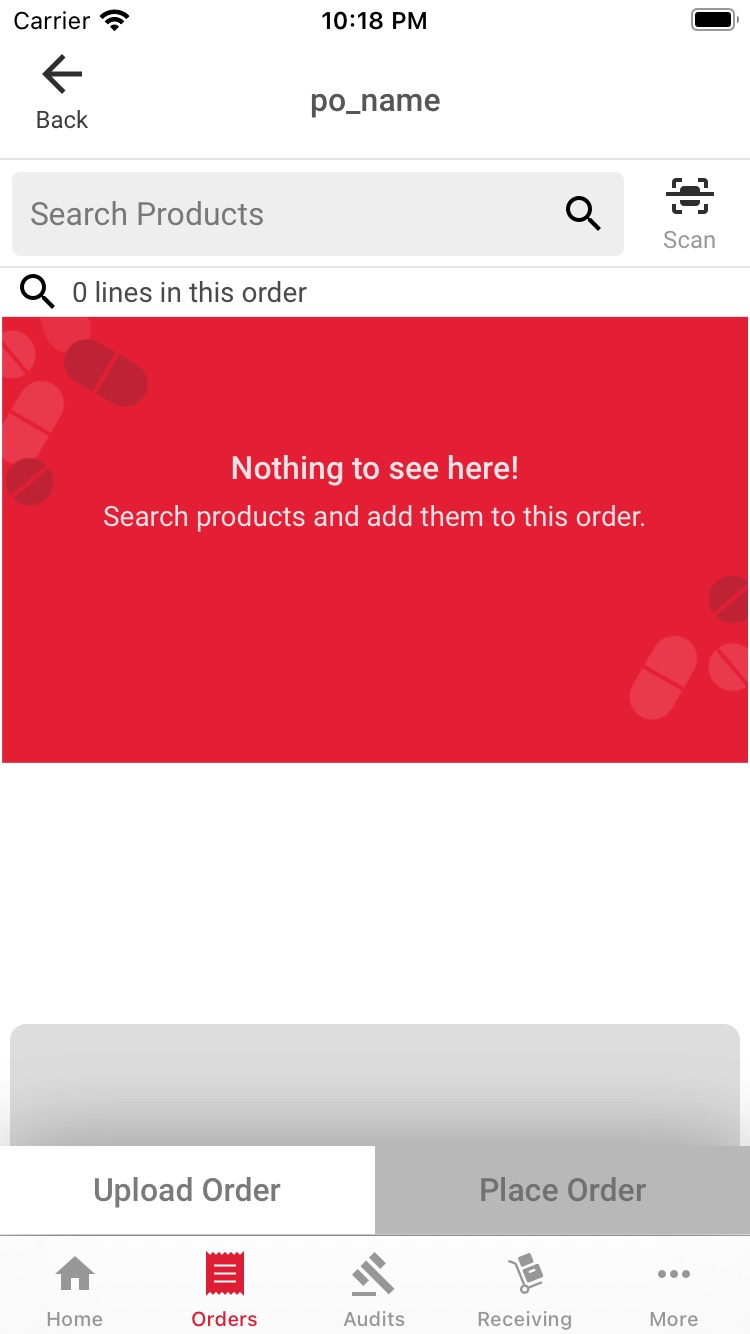 Carrier 10:18 PM
Back
po_name
Search Products
Scan
0 lines in this order
Nothing to see here!
Search products and add them to this order.
Upload Order Place Order
Home Orders Audits Receiving More